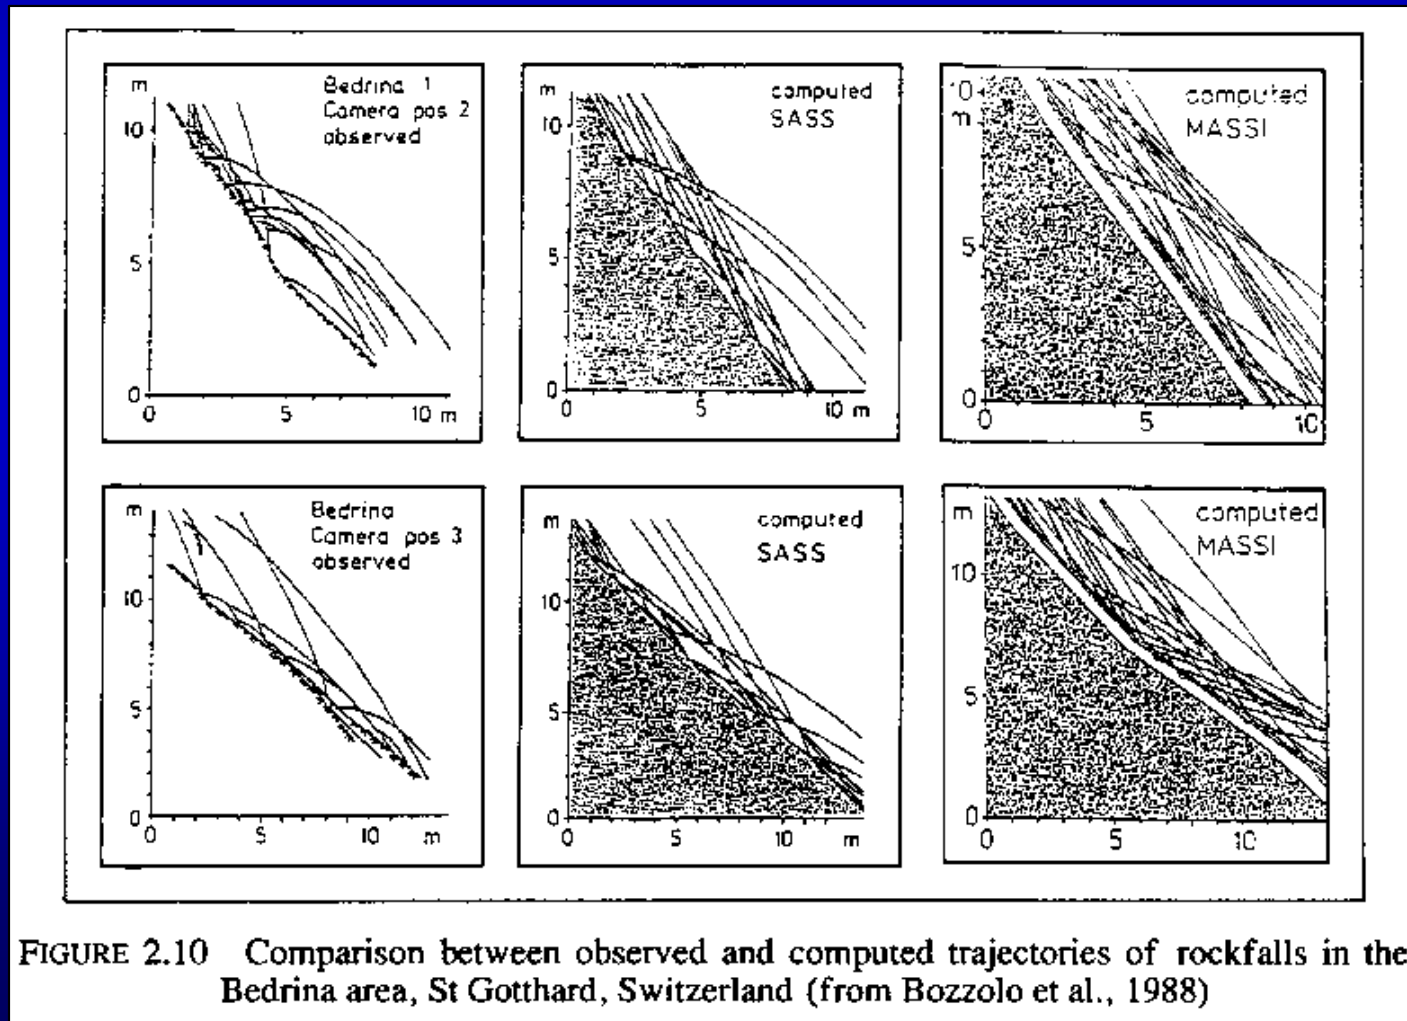 Bedrina 1
Camera pos 2
observed
m
10
5
0
0 5 10 m
computed
SASS
m
10
5
0
0 5 10 m
computed
MASSI
10
m
5
0
0 5 10
Bedrina
Camera pos 3
observed
m
10
5
0
0 5 10 m
computed
SASS
m
10
5
0
0 5 10 m
computed
MASSI
m
10
5
0
0 5 10
FIGURE 2.10 Comparison between observed and computed trajectories of rockfalls in the
Bedrina area, St Gotthard, Switzerland (from Bozzolo et al., 1988)